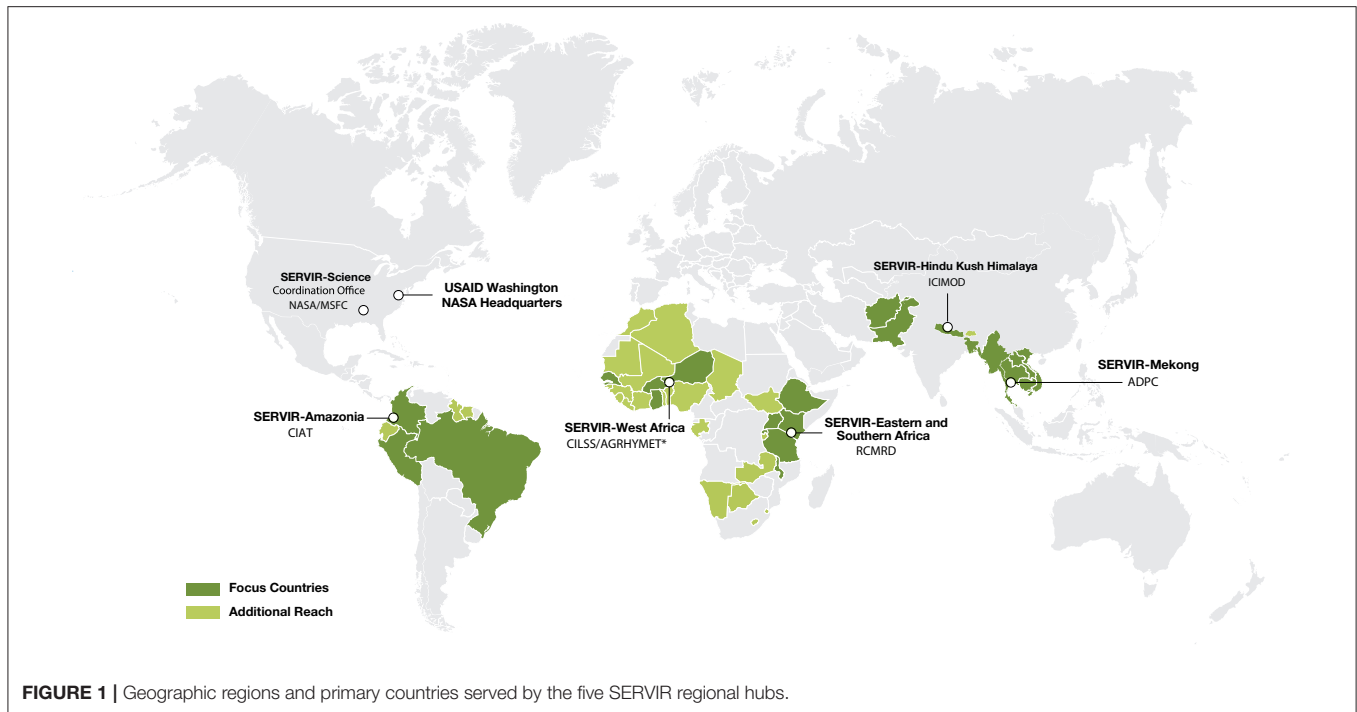 SERVIR-Science
Coordination Office
NASA/MSFC
USAID Washington
NASA Headquarters
SERVIR-Hindu Kush Himalaya
ICIMOD
SERVIR-Mekong
ADPC
SERVIR-Amazonia
CIAT
SERVIR-West Africa
CILSS/AGRHYMET*
SERVIR-Eastern and
Southern Africa
RCMRD
Focus Countries
Additional Reach
FIGURE 1 | Geographic regions and primary countries served by the five SERVIR regional hubs.